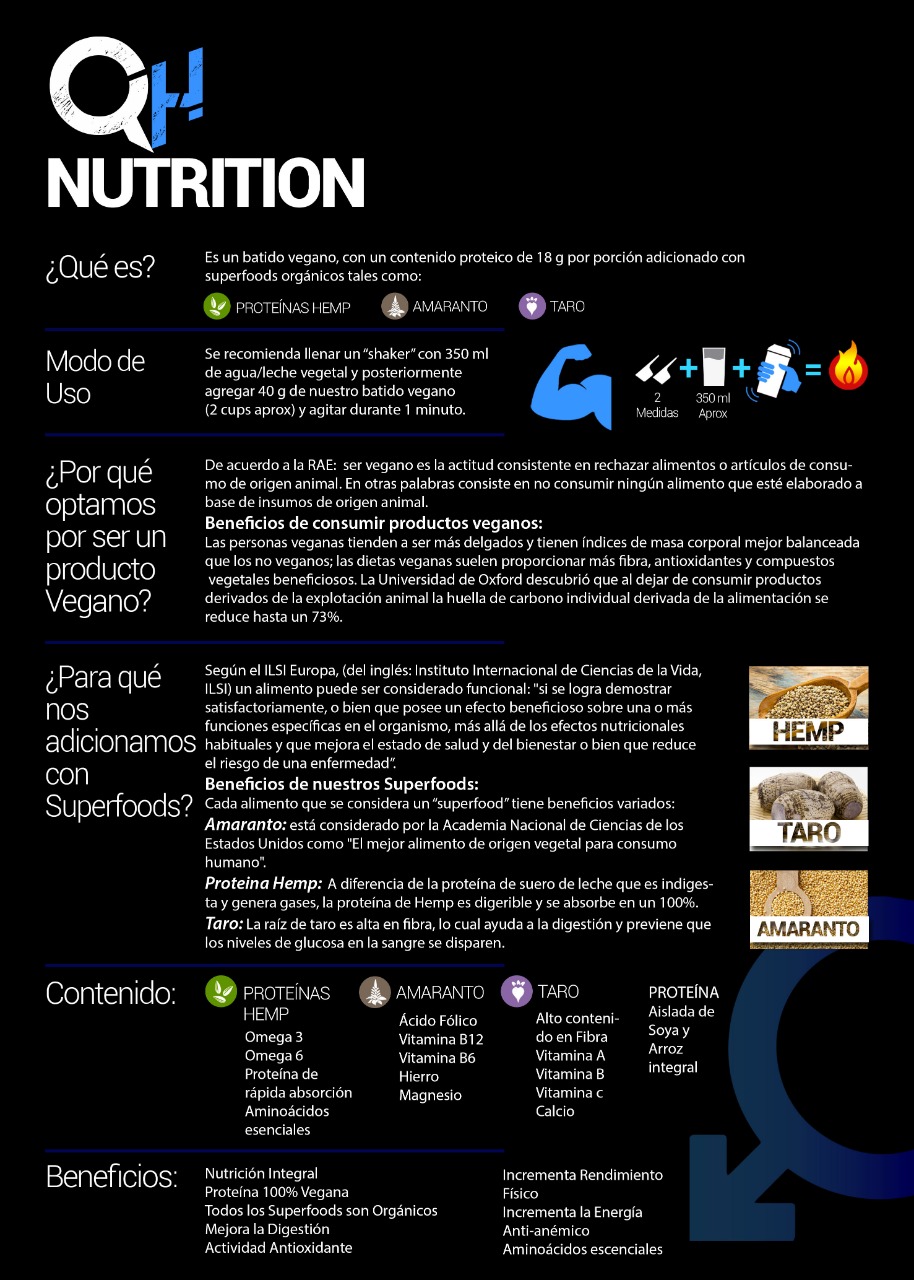 QH!
NUTRITION
¿Qué es?
Es un batido vegano, con un contenido proteico de 18 g por porción adicionado con
superfoods orgánicos tales como:
PROTEÍNAS HEMP
AMARANTO
TARO
Modo de
Uso
Se recomienda llenar un “shaker” con 350 ml
de agua/leche vegetal y posteriormente
agregar 40 g de nuestro batido vegano
(2 cups aprox) y agitar durante 1 minuto.
+ + =
2
Medidas
350 ml
Aprox
¿Por qué
optamos
por ser un
producto
Vegano?
De acuerdo a la RAE: ser vegano es la actitud consistente en rechazar alimentos o artículos de consu-
mo de origen animal. En otras palabras consiste en no consumir ningún alimento que esté elaborado a
base de insumos de origen animal.
Beneficios de consumir productos veganos:
Las personas veganas tienden a ser más delgados y tienen índices de masa corporal mejor balanceada
que los no veganos; las dietas veganas suelen proporcionar más fibra, antioxidantes y compuestos
vegetales beneficiosos. La Universidad de Oxford descubrió que al dejar de consumir productos
derivados de la explotación animal la huella de carbono individual derivada de la alimentación se
reduce hasta un 73%.
¿Para qué
nos
adicionamos
con
Superfoods?
Según el ILSI Europa, (del inglés: Instituto Internacional de Ciencias de la Vida,
ILSI) un alimento puede ser considerado funcional: "si se logra demostrar
satisfactoriamente, o bien que posee un efecto beneficioso sobre una o más
funciones específicas en el organismo, más allá de los efectos nutricionales
habituales y que mejora el estado de salud y del bienestar o bien que reduce
el riesgo de una enfermedad”.
Beneficios de nuestros Superfoods:
Cada alimento que se considera un “superfood” tiene beneficios variados:
Amaranto: está considerado por la Academia Nacional de Ciencias de los
Estados Unidos como "El mejor alimento de origen vegetal para consumo
humano".
Proteina Hemp: A diferencia de la proteína de suero de leche que es indiges-
ta y genera gases, la proteína de Hemp es digerible y se absorbe en un 100%.
Taro: La raíz de taro es alta en fibra, lo cual ayuda a la digestión y previene que
los niveles de glucosa en la sangre se disparen.
HEMP
TARO
AMARANTO
Contenido:
PROTEÍNAS
HEMP
Omega 3
Omega 6
Proteína de
rápida absorción
Aminoácidos
esenciales
AMARANTO
Ácido Fólico
Vitamina B12
Vitamina B6
Hierro
Magnesio
TARO
Alto conteni-
do en Fibra
Vitamina A
Vitamina B
Vitamina c
Calcio
PROTEÍNA
Aislada de
Soya y
Arroz
integral
Beneficios:
Nutrición Integral
Proteína 100% Vegana
Todos los Superfoods son Orgánicos
Mejora la Digestión
Actividad Antioxidante
Incrementa Rendimiento
Físico
Incrementa la Energía
Anti-anémico
Aminoácidos escenciales